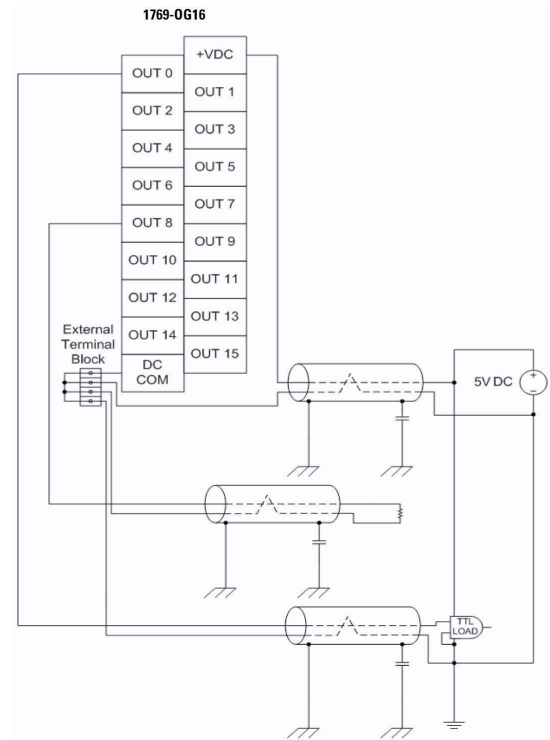 1769-OG16
+VDC
OUT 0
OUT 1
OUT 2
OUT 3
OUT 4
OUT 5
OUT 6
OUT 7
OUT 8
OUT 9
OUT 10
OUT 11
OUT 12
OUT 13
OUT 14
OUT 15
DC
COM
External
Terminal
Block
5V DC
+
−
TTL
LOAD